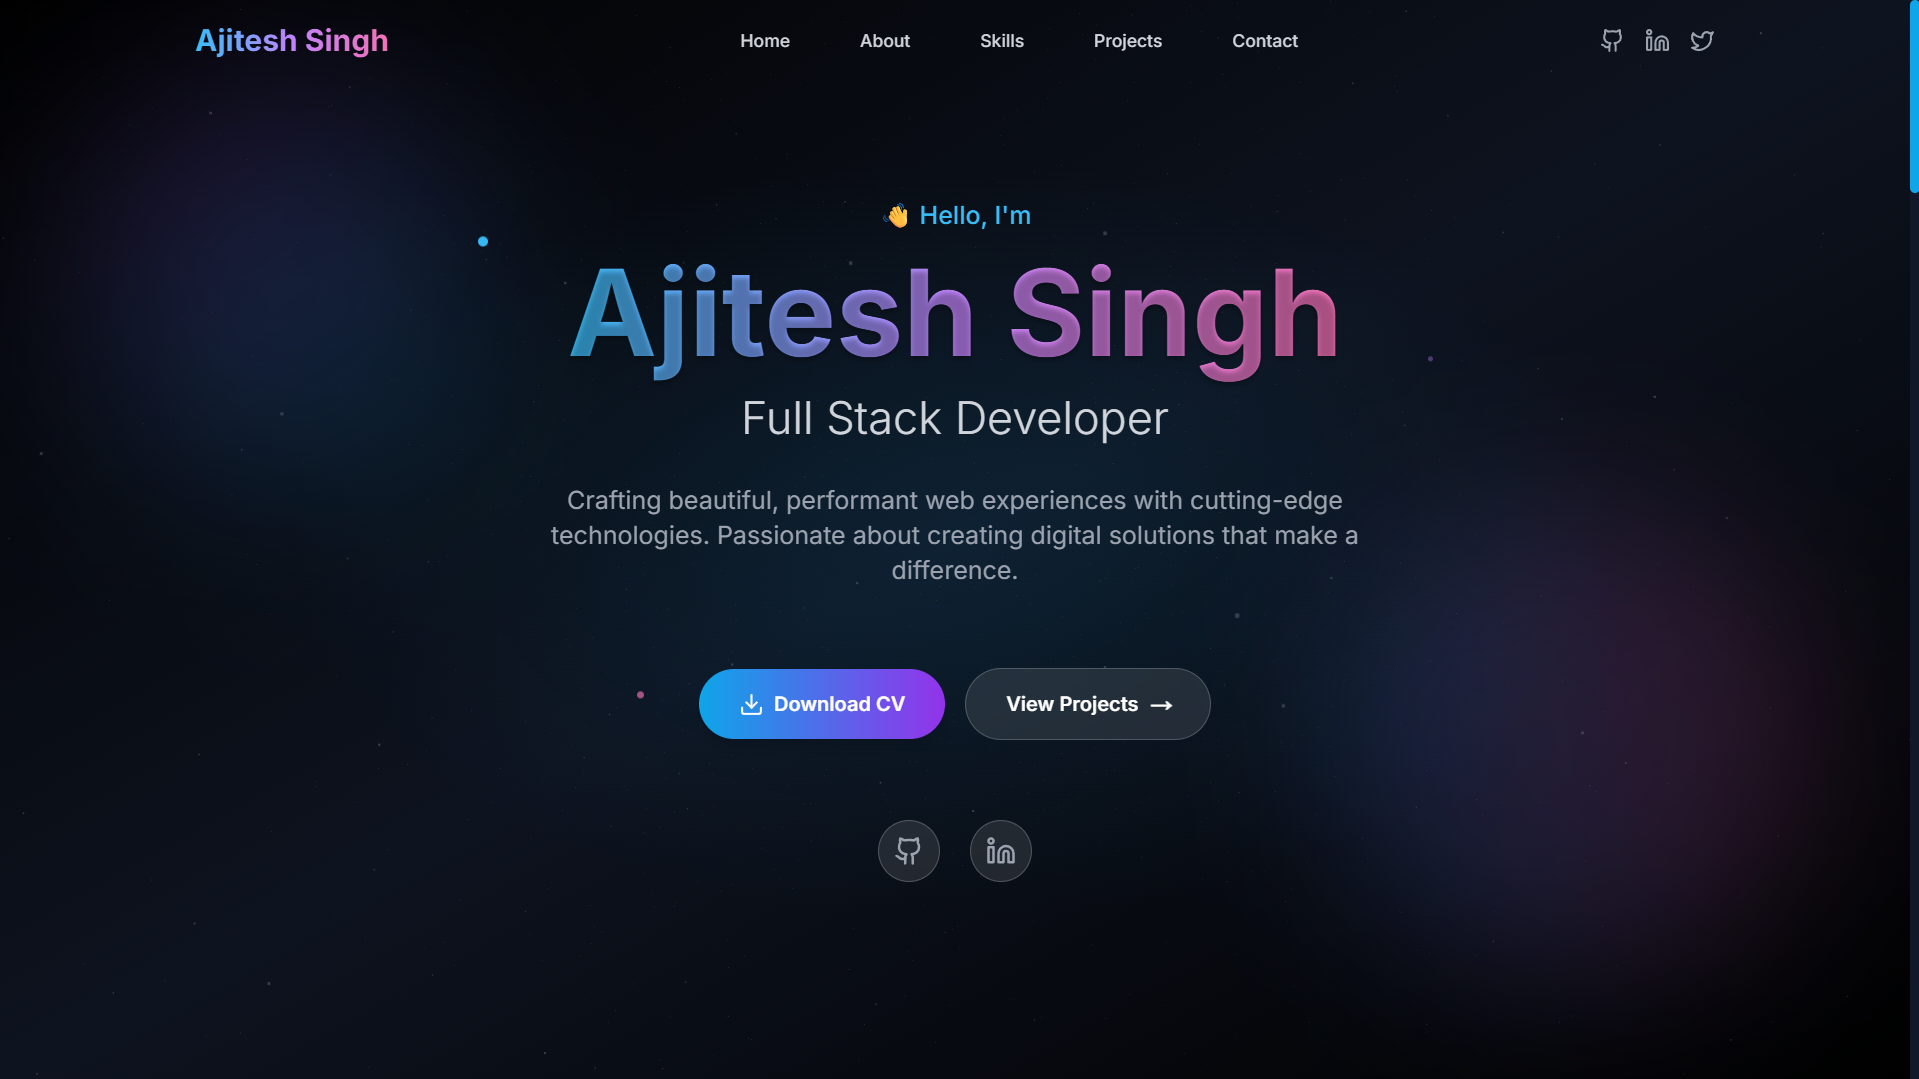 Ajitesh Singh
Home
About
Skills
Projects
Contact
👋 Hello, I'm
Ajitesh Singh
Full Stack Developer
Crafting beautiful, performant web experiences with cutting-edge
technologies. Passionate about creating digital solutions that make a
difference.
Download CV
View Projects →